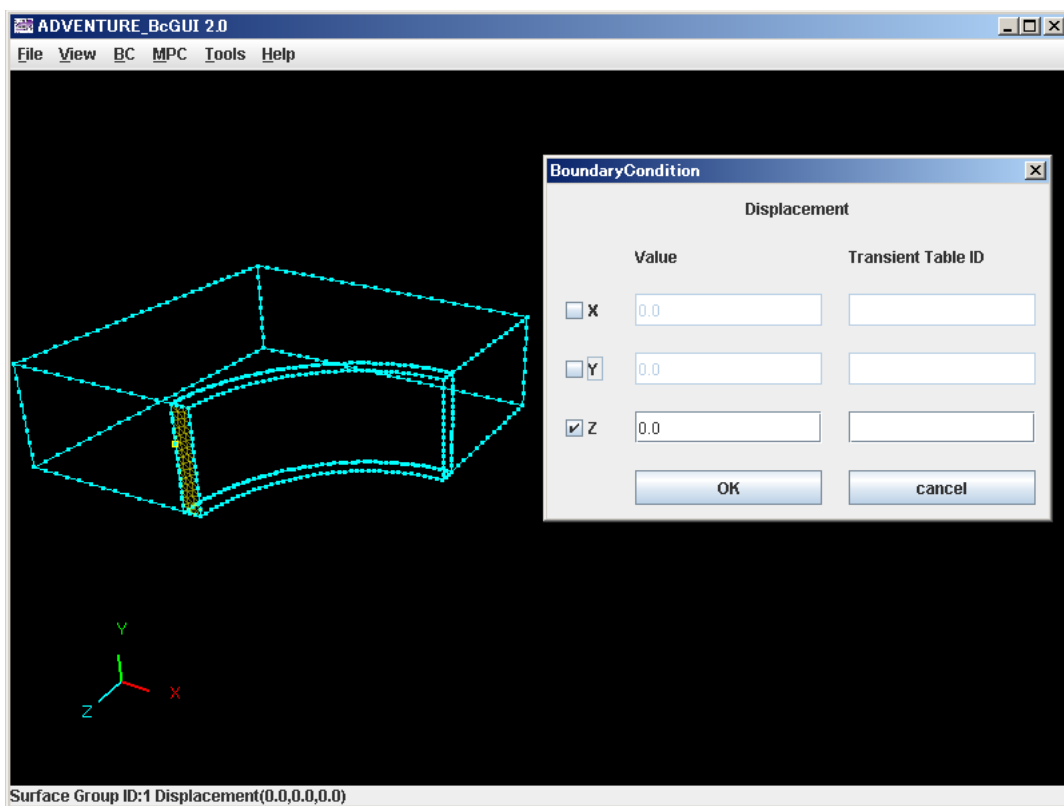 ADVENTURE_BcGUI 2.0
File View BC MPC Tools Help
BoundaryCondition
Displacement
Value Transient Table ID
X 0.0
Y 0.0
Z 0.0
OK cancel
Y
X
Z
Surface Group ID:1 Displacement(0.0,0.0,0.0)